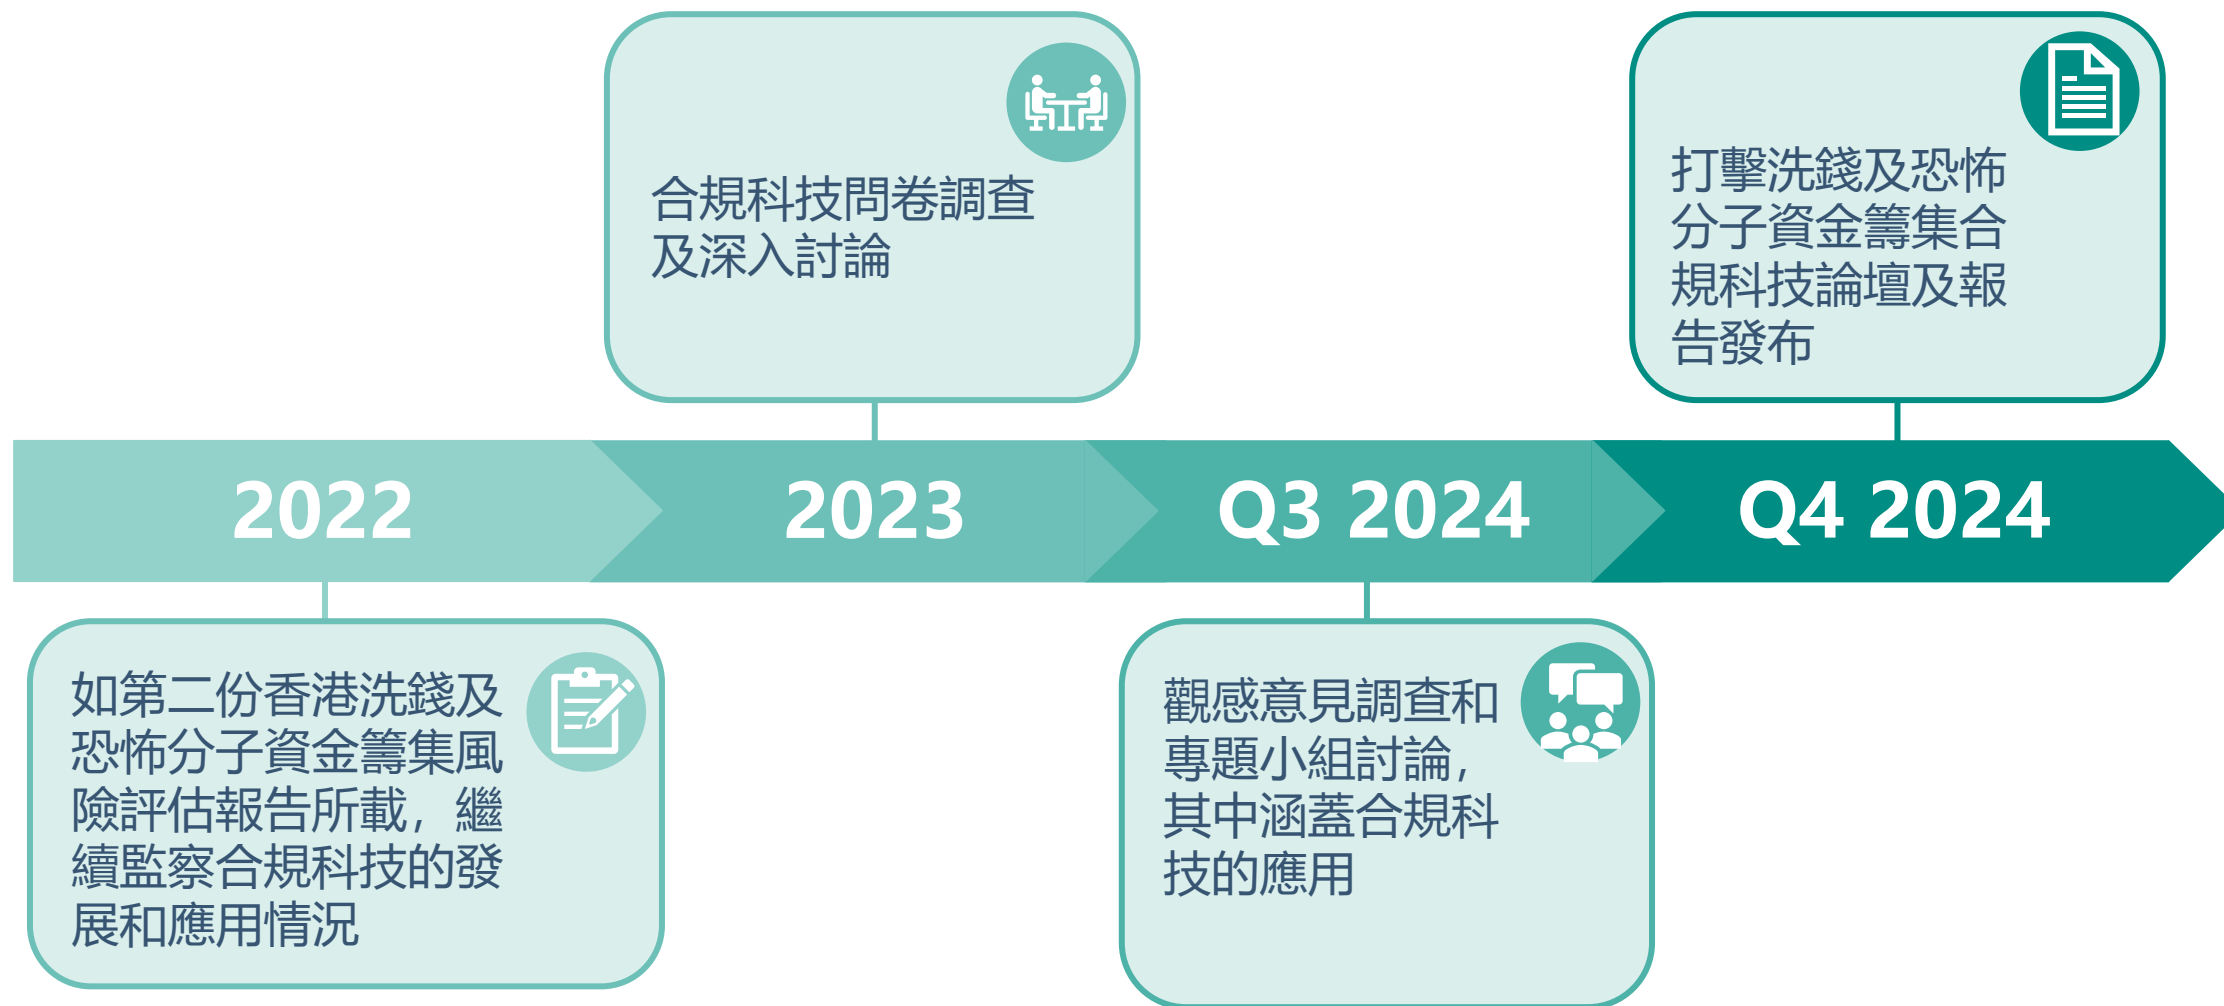 合規科技問卷調查
及深入討論
打擊洗錢及恐怖
分子資金籌集合
規科技論壇及報
告發布
2022
2023
Q3 2024
Q4 2024
如第二份香港洗錢及
恐怖分子資金籌集風
險評估報告所載，繼
續監察合規科技的發
展和應用情況
觀感意見調查和
專題小組討論，
其中涵蓋合規科
技的應用